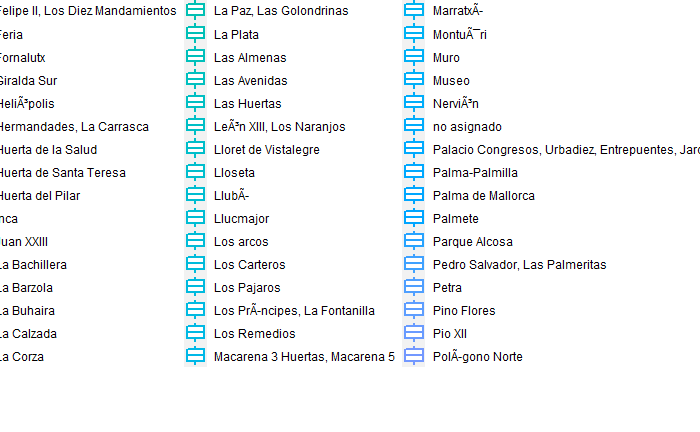 Felipe II, Los Diez Mandamientos
Feria
Fornalutx
Giralda Sur
HeliÃ³polis
Hermandades, La Carrasca
Huerta de la Salud
Huerta de Santa Teresa
Huerta del Pilar
Inca
Juan XXIII
La Bachillera
La Barzola
La Buhaira
La Calzada
La Corza
La Paz, Las Golondrinas
La Plata
Las Almenas
Las Avenidas
Las Huertas
LeÃ³n XIII, Los Naranjos
Lloret de Vistalegre
Lloseta
LlubÃ-
Llucmajor
Los arcos
Los Carteros
Los Pajaros
Los PrÃ-ncipes, La Fontanilla
Los Remedios
Macarena 3 Huertas, Macarena 5
MarratxÃ-
MontuÃ¯ri
Muro
Museo
NerviÃ³n
no asignado
Palacio Congresos, Urbadiez, Entrepuentes, Jard
Palma-Palmilla
Palma de Mallorca
Palmete
Parque Alcosa
Pedro Salvador, Las Palmeritas
Petra
Pino Flores
Pio XII
PolÃ-gono Norte